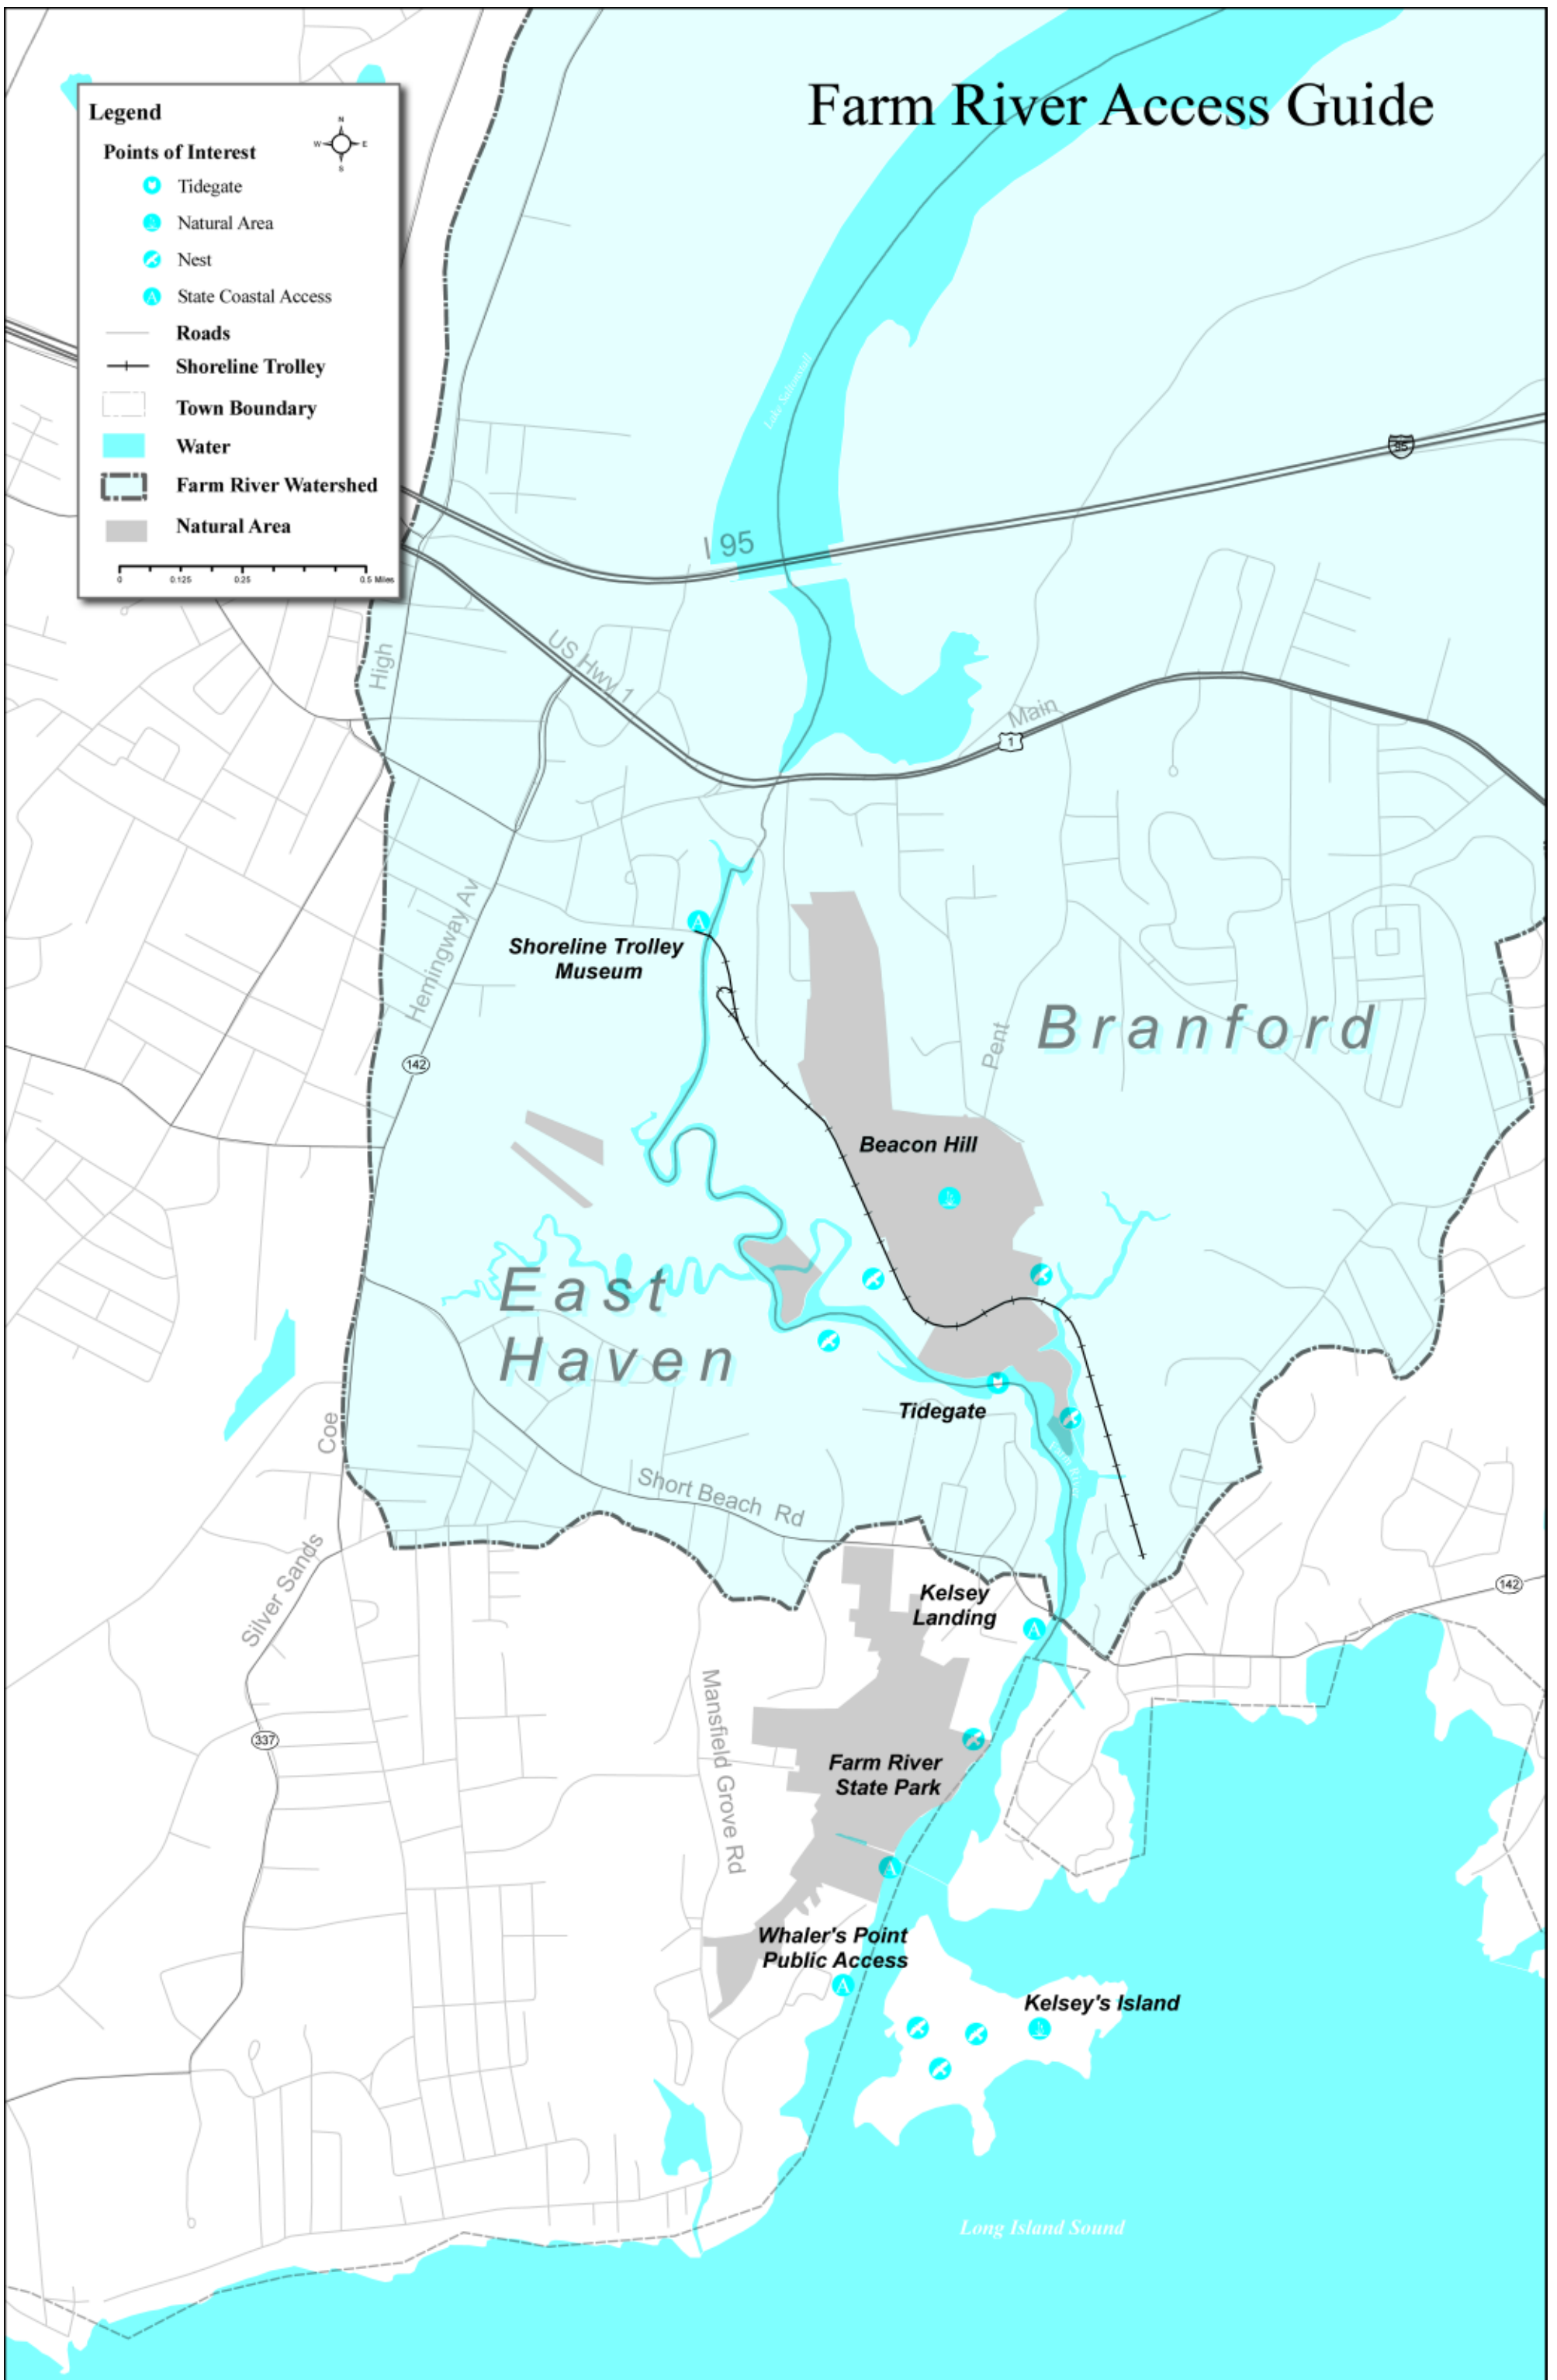 Farm River Access Guide
Legend
N
W
E
S
Points of Interest
Tidegate
Natural Area
Nest
A
State Coastal Access
Roads
Shoreline Trolley
Town Boundary
Water
Farm River Watershed
Natural Area
0
0.125
0.25
0.5 Miles
Lake Saltonstall
95
I 95
High
US Hwy 1
Main
1
A
Shoreline Trolley
Museum
Hemingway Av
Branford
Pent
142
Beacon Hill
East
Haven
Tidegate
Coe
Farm River
Short Beach Rd
Silver Sands
142
Kelsey
Landing
A
Mansfield Grove Rd
337
Farm River
State Park
A
Whaler's Point
Public Access
A
Kelsey's Island
Long Island Sound